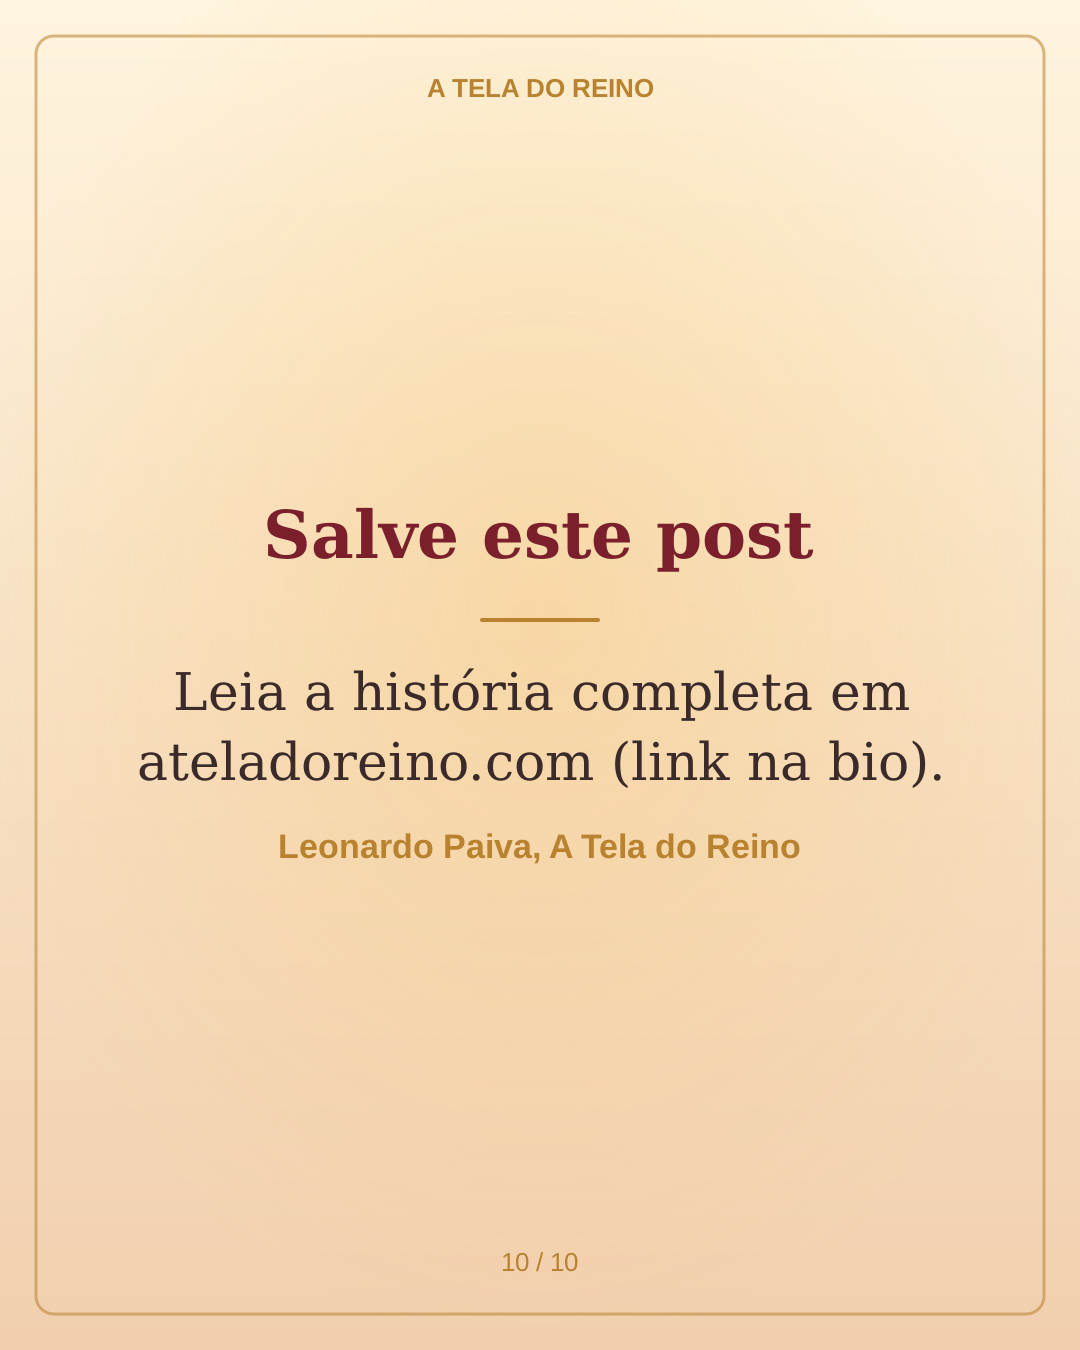 A TELA DO REINO
Salve este post
Leia a história completa em
ateladoreino.com (link na bio).
Leonardo Paiva, A Tela do Reino
10 / 10